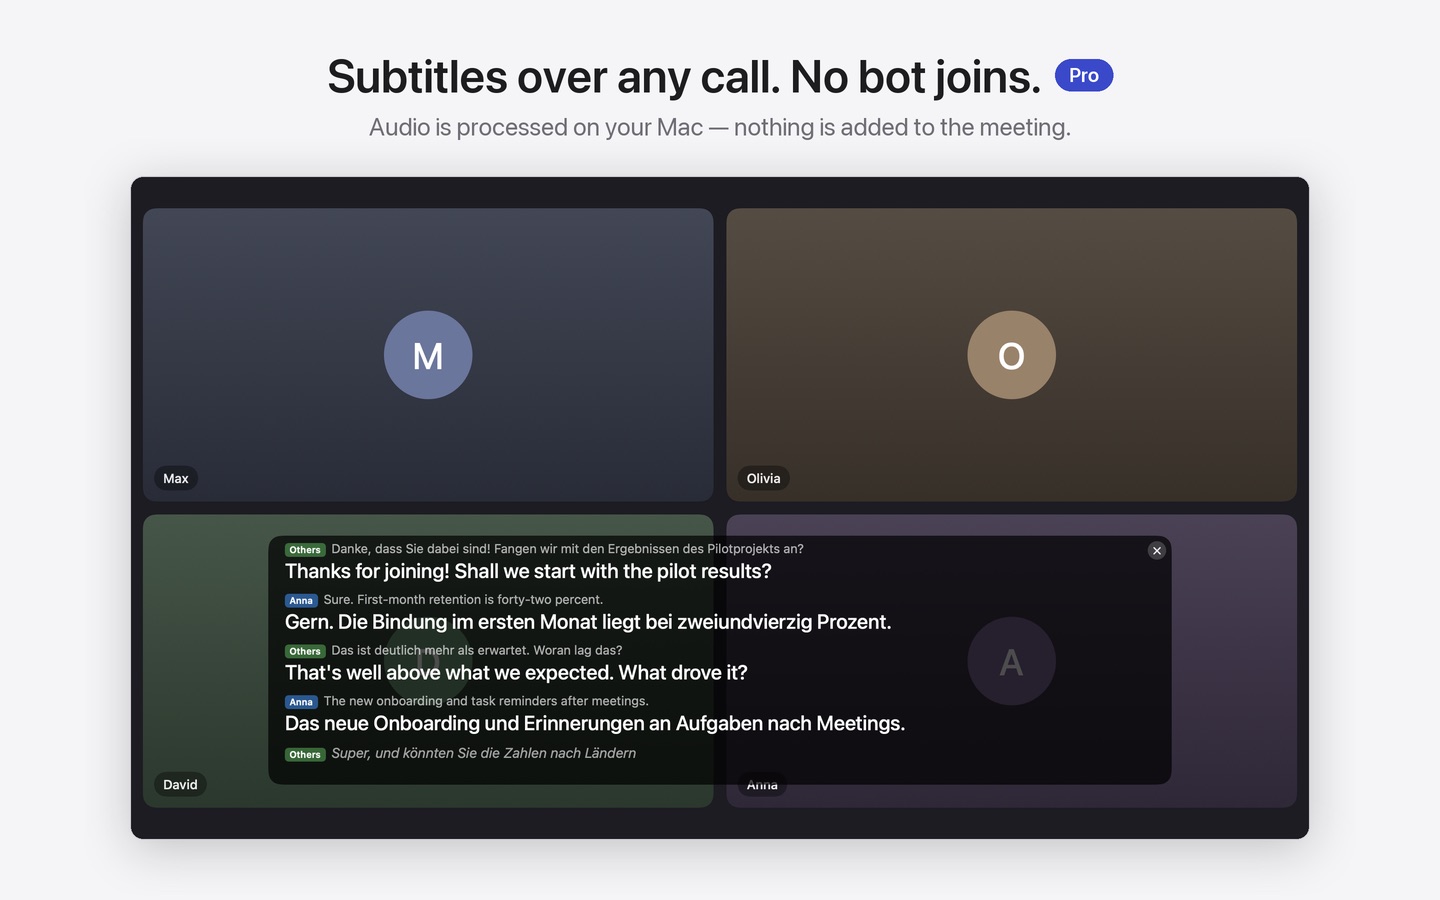 Subtitles over any call. No bot joins. Pro
Audio is processed on your Mac — nothing is added to the meeting.
M
O
Max
Olivia
Others Danke, dass Sie dabei sind! Fangen wir mit den Ergebnissen des Pilotprojekts an?
Thanks for joining! Shall we start with the pilot results?
Anna Sure. First-month retention is forty-two percent.
Gern. Die Bindung im ersten Monat liegt bei zweiundvierzig Prozent.
Others Das ist deutlich mehr als erwartet. Woran lag das?
That's well above what we expected. What drove it?
D
A
Anna The new onboarding and task reminders after meetings.
Das neue Onboarding und Erinnerungen an Aufgaben nach Meetings.
Others Super, und könnten Sie die Zahlen nach Ländern
David
Anna